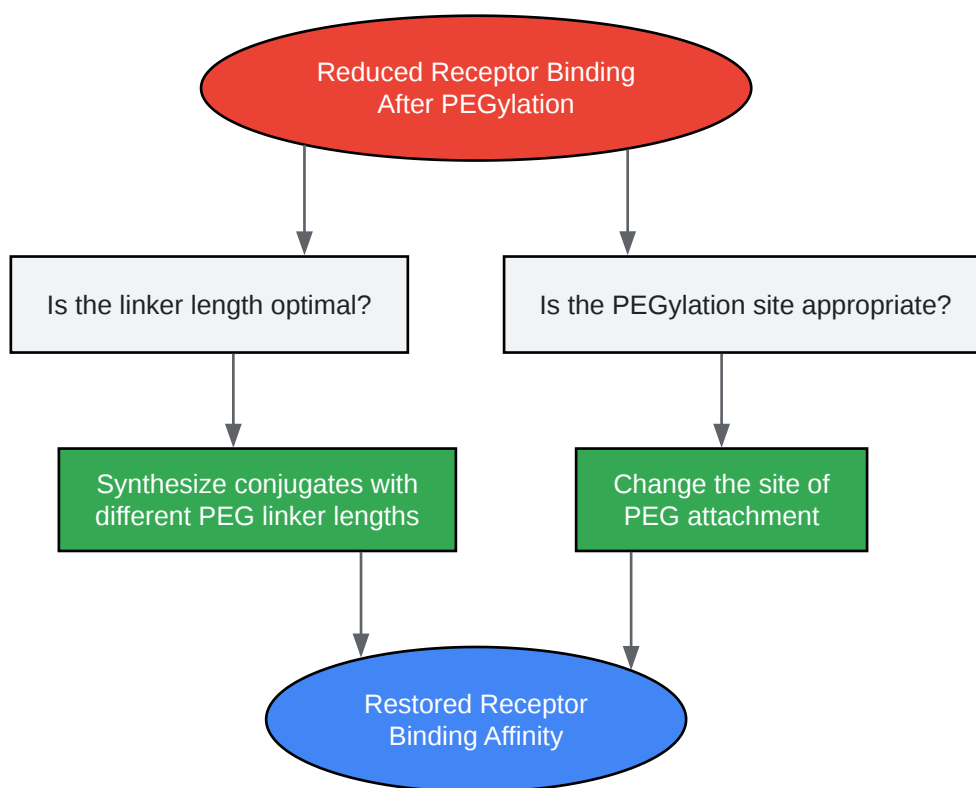 Reduced Receptor Binding
After PEGylation
Is the linker length optimal?
Is the PEGylation site appropriate?
Synthesize conjugates with
different PEG linker lengths
Change the site of
PEG attachment
Restored Receptor
Binding Affinity